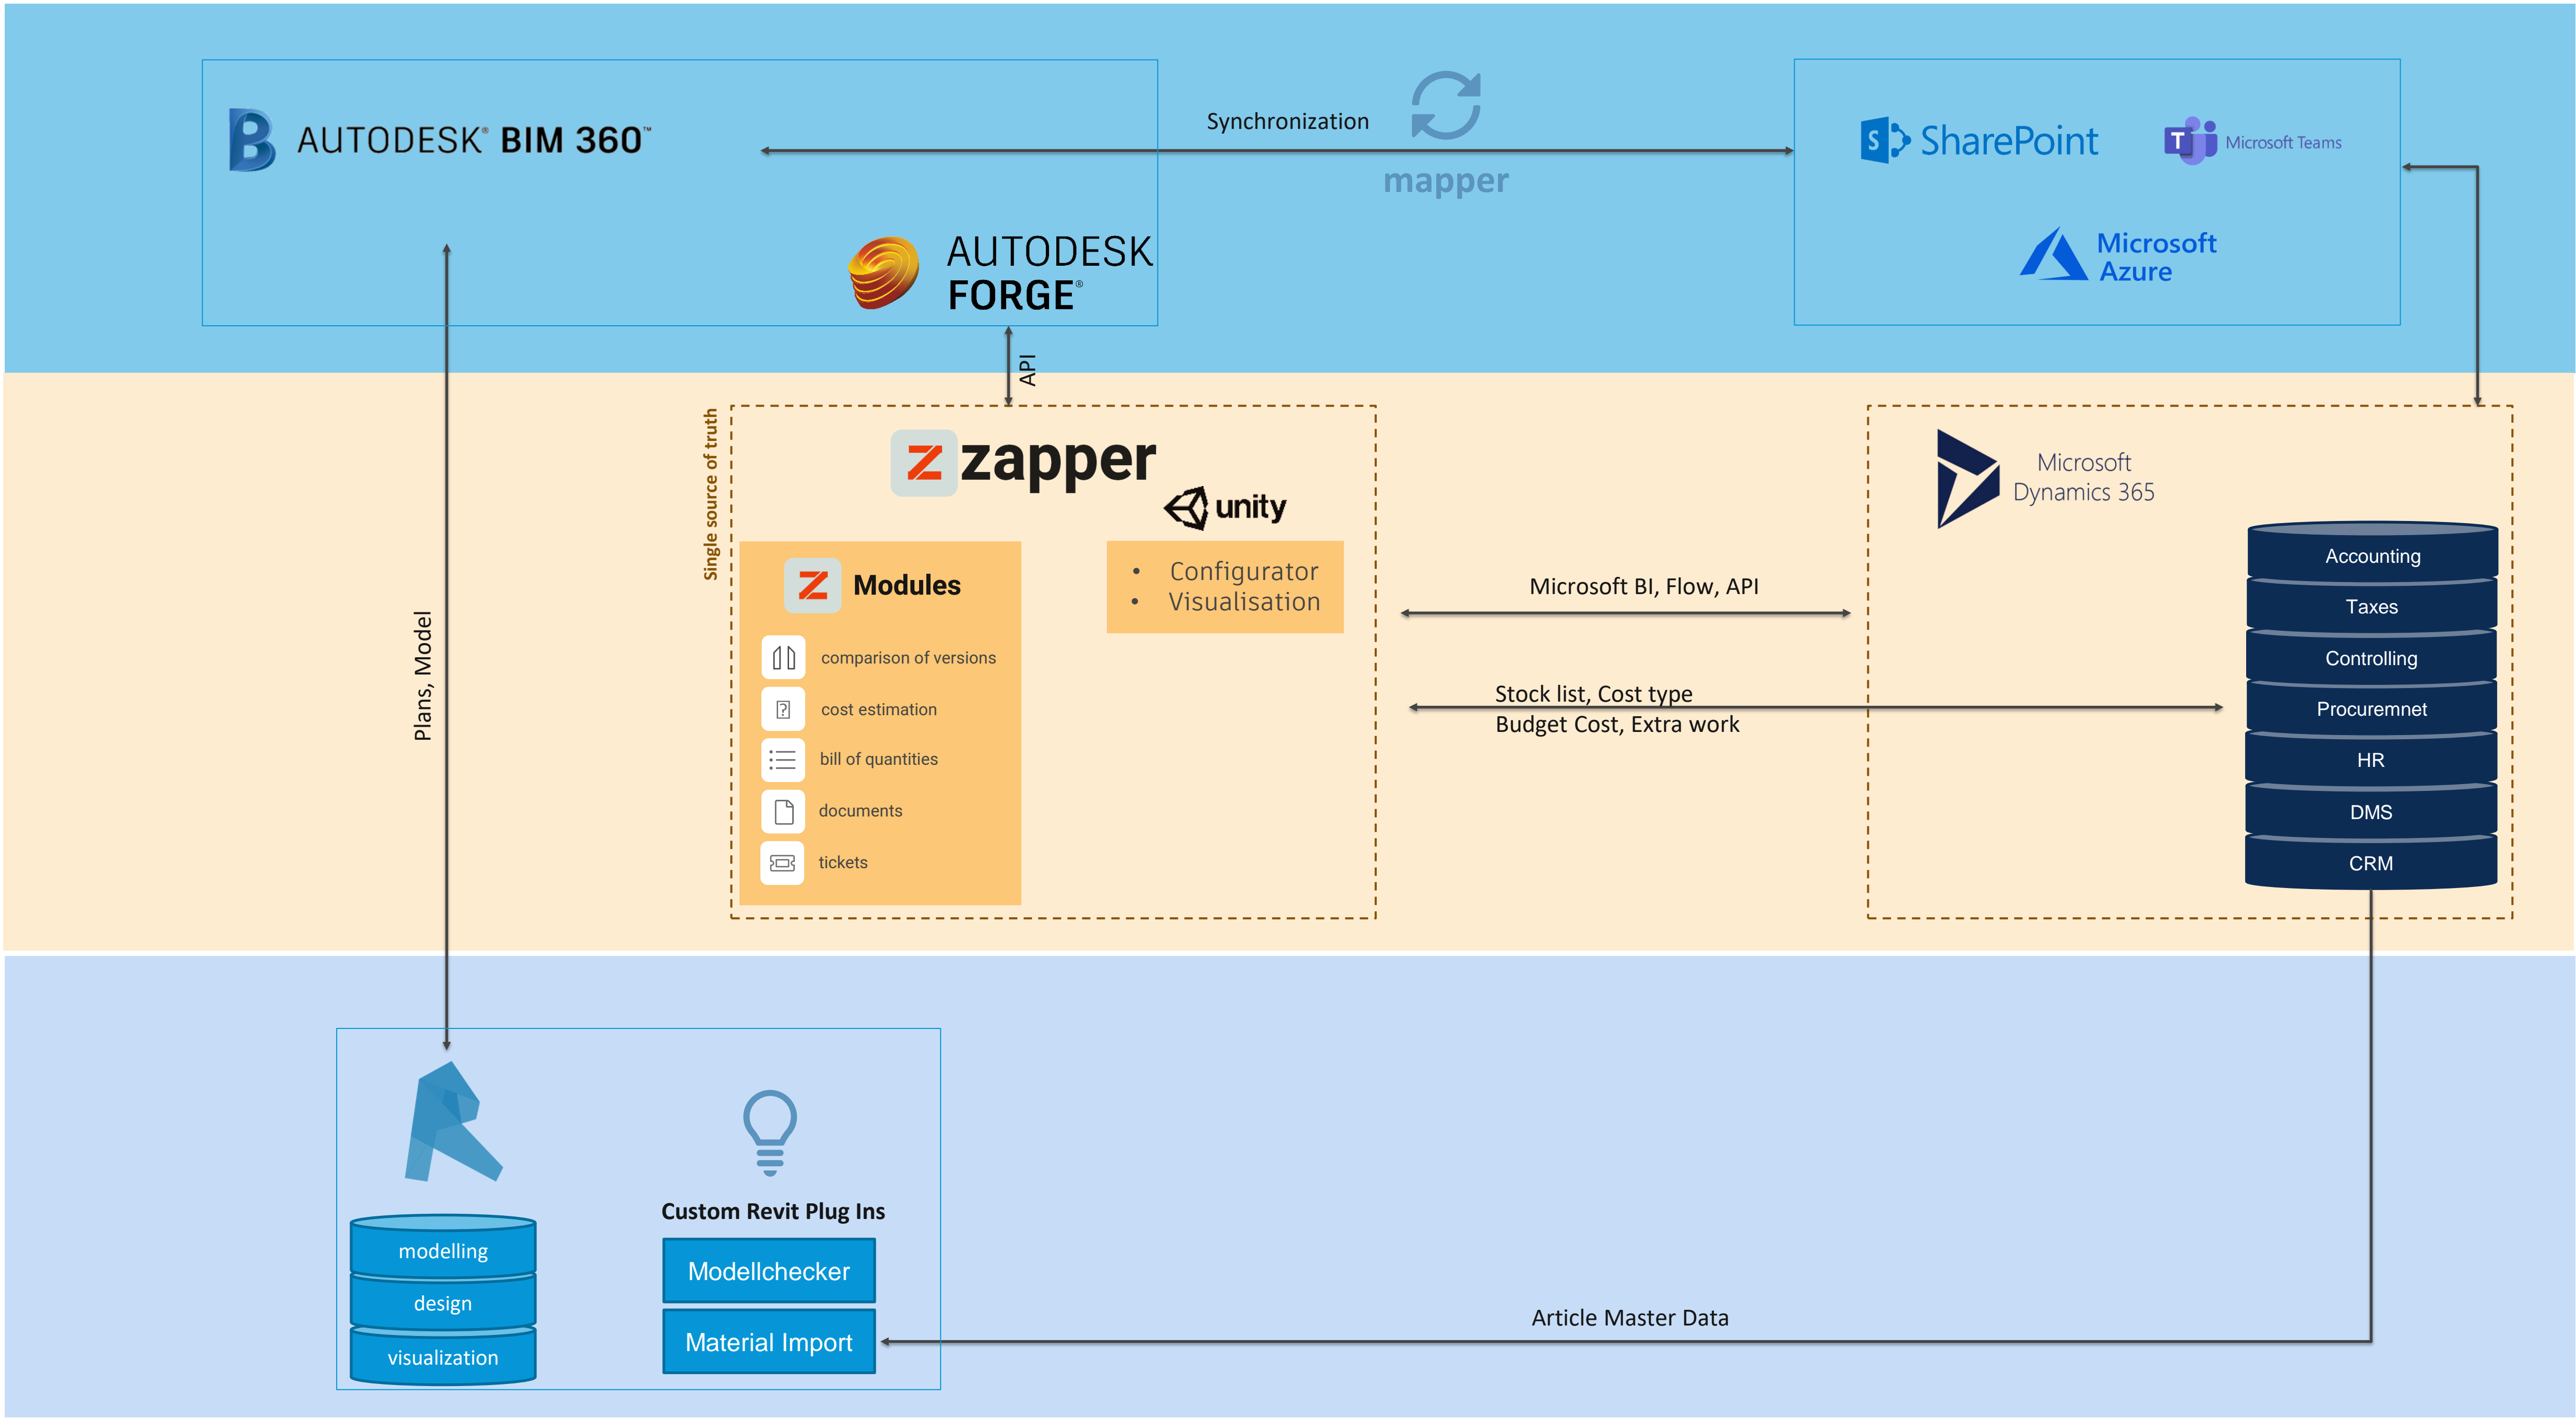 AUTODESK® BIM 360™
Synchronization
mapper
SharePoint
Microsoft Teams
AUTODESK
FORGE®
Microsoft
Azure
API
Plans, Model
Single source of truth
zapper
unity
Modules
comparison of versions
cost estimation
bill of quantities
documents
tickets
• Configurator
• Visualisation
Microsoft BI, Flow, API
Stock list, Cost type
Budget Cost, Extra work
Microsoft
Dynamics 365
Accounting
Taxes
Controlling
Procuremnet
HR
DMS
CRM
Custom Revit Plug Ins
modelling
design
visualization
Modellchecker
Material Import
Article Master Data